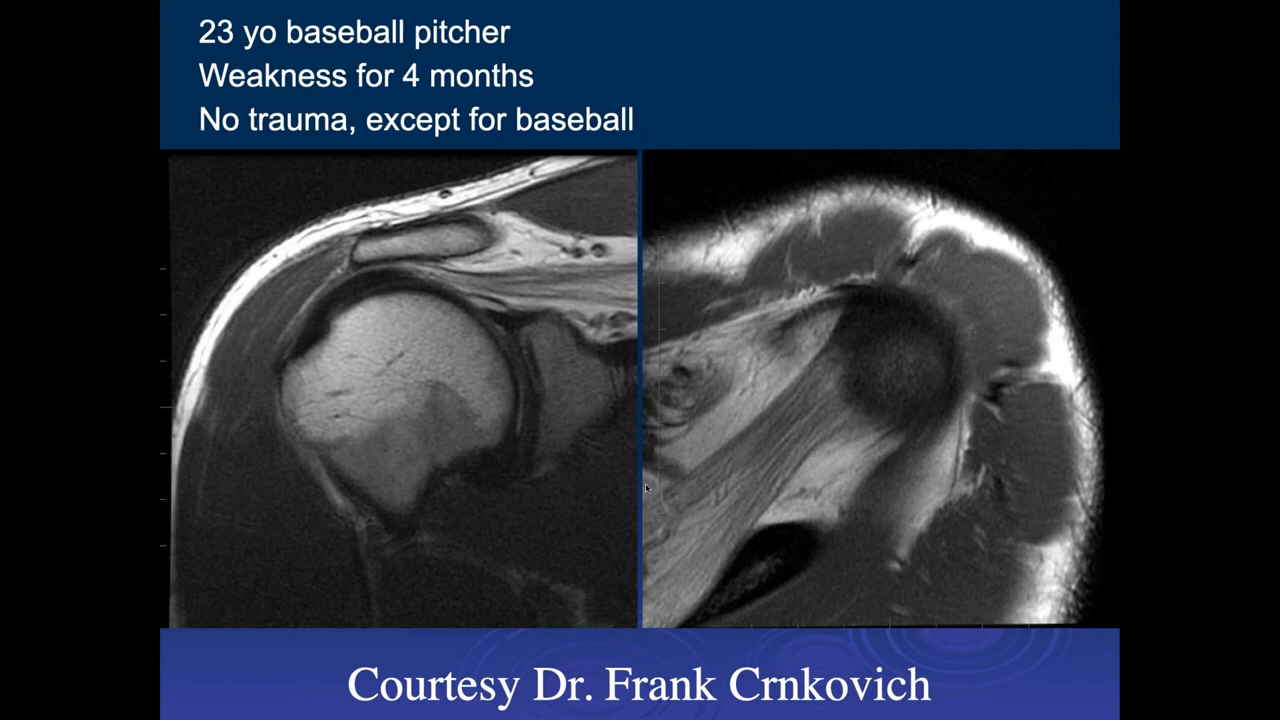 23 yo baseball pitcher
Weakness for 4 months
No trauma, except for baseball
Courtesy Dr. Frank Crnkovich